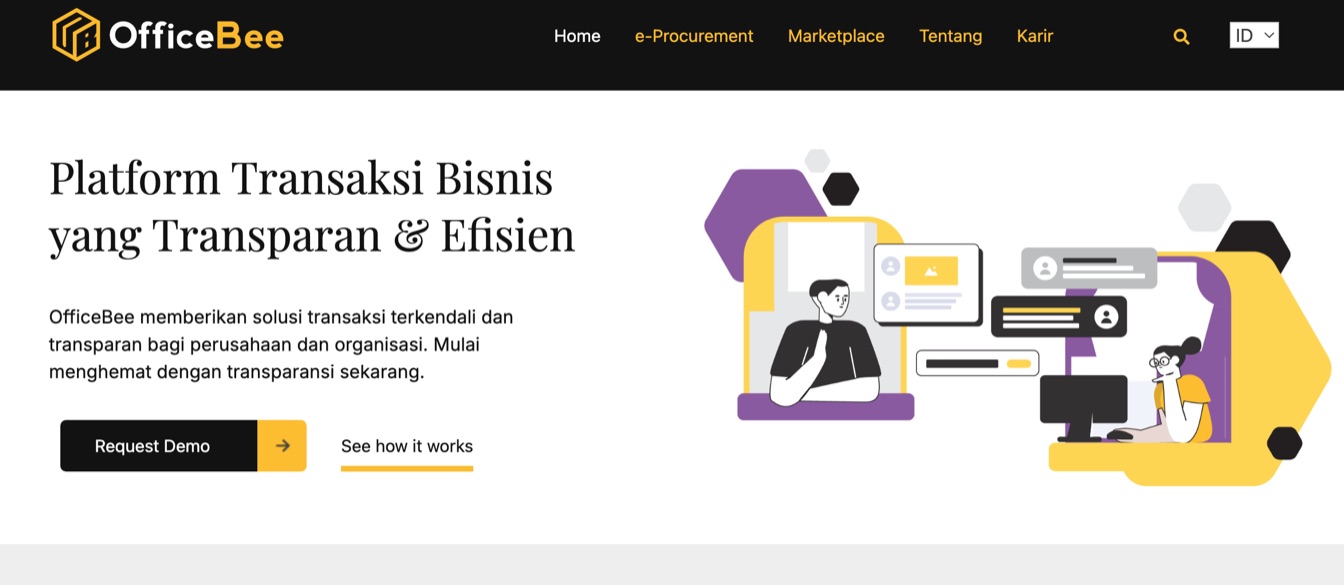 OfficeBee
Home
e-Procurement
Marketplace
Tentang
Karir
ID
Platform Transaksi Bisnis
yang Transparan & Efisien
OfficeBee memberikan solusi transaksi terkendali dan
transparan bagi perusahaan dan organisasi. Mulai
menghemat dengan transparansi sekarang.
Request Demo
See how it works